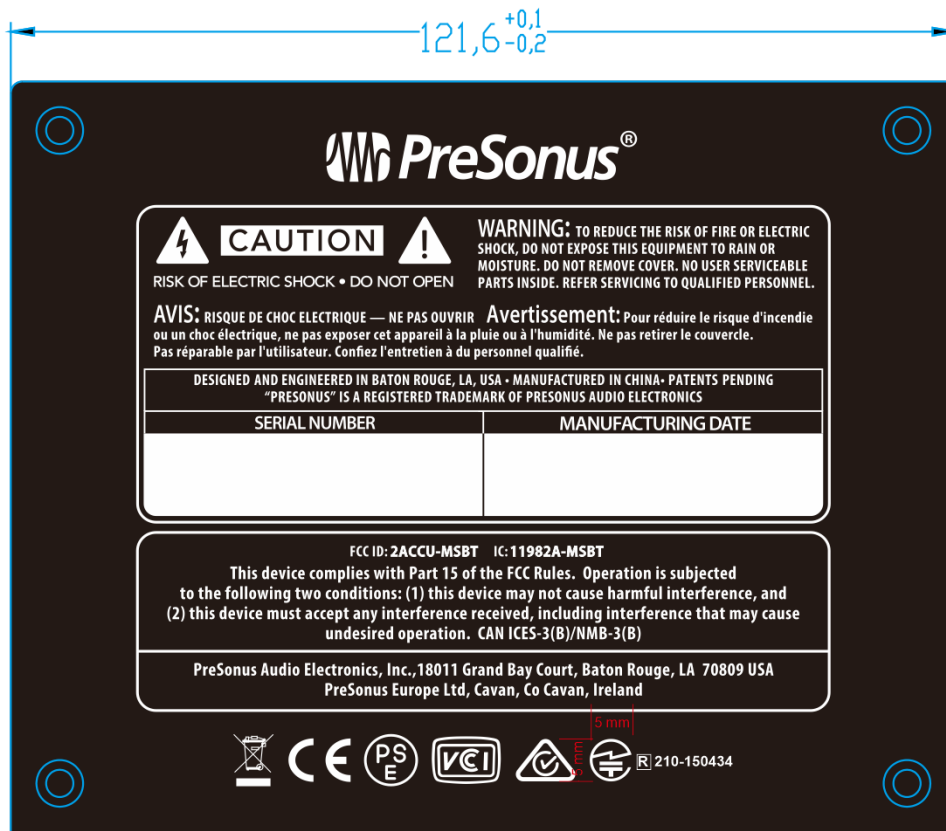 121,6 +0,1 -0,2
PreSonus®
CAUTION
RISK OF ELECTRIC SHOCK • DO NOT OPEN
WARNING: TO REDUCE THE RISK OF FIRE OR ELECTRIC
SHOCK, DO NOT EXPOSE THIS EQUIPMENT TO RAIN OR
MOISTURE. DO NOT REMOVE COVER. NO USER SERVICEABLE
PARTS INSIDE. REFER SERVICING TO QUALIFIED PERSONNEL.
AVIS: RISQUE DE CHOC ELECTRIQUE — NE PAS OUVRIR Avertissement: Pour réduire le risque d'incendie
ou un choc électrique, ne pas exposer cet appareil à la pluie ou à l'humidité. Ne pas retirer le couvercle.
Pas réparable par l'utilisateur. Confiez l'entretien à du personnel qualifié.
DESIGNED AND ENGINEERED IN BATON ROUGE, LA, USA • MANUFACTURED IN CHINA• PATENTS PENDING
“PRESONUS” IS A REGISTERED TRADEMARK OF PRESONUS AUDIO ELECTRONICS
SERIAL NUMBER
MANUFACTURING DATE
FCC ID: 2ACCU-MSBT IC: 11982A-MSBT
This device complies with Part 15 of the FCC Rules. Operation is subjected
to the following two conditions: (1) this device may not cause harmful interference, and
(2) this device must accept any interference received, including interference that may cause
undesired operation. CAN ICES-3(B)/NMB-3(B)
PreSonus Audio Electronics, Inc.,18011 Grand Bay Court, Baton Rouge, LA 70809 USA
PreSonus Europe Ltd, Cavan, Co Cavan, Ireland
5 mm
5 mm
CE
PS
E
VCI
R 210-150434